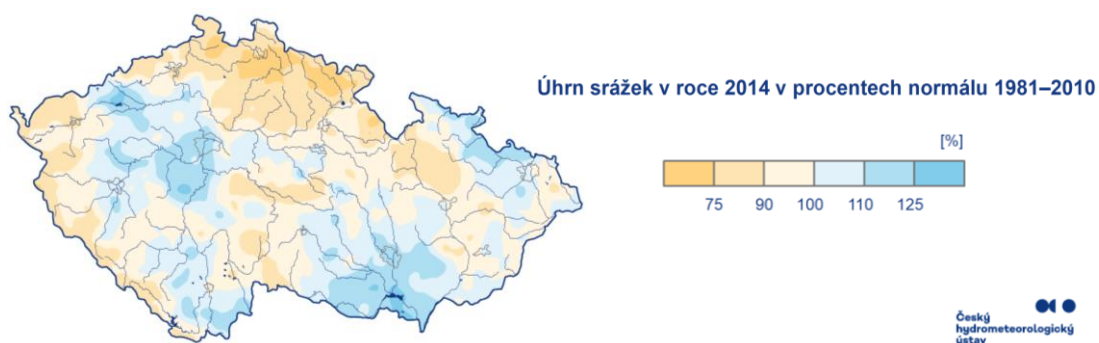 Úhrn srážek v roce 2014 v procentech normálu 1981–2010
[%]
75 90 100 110 125
Český
hydrometeorologický
ústav